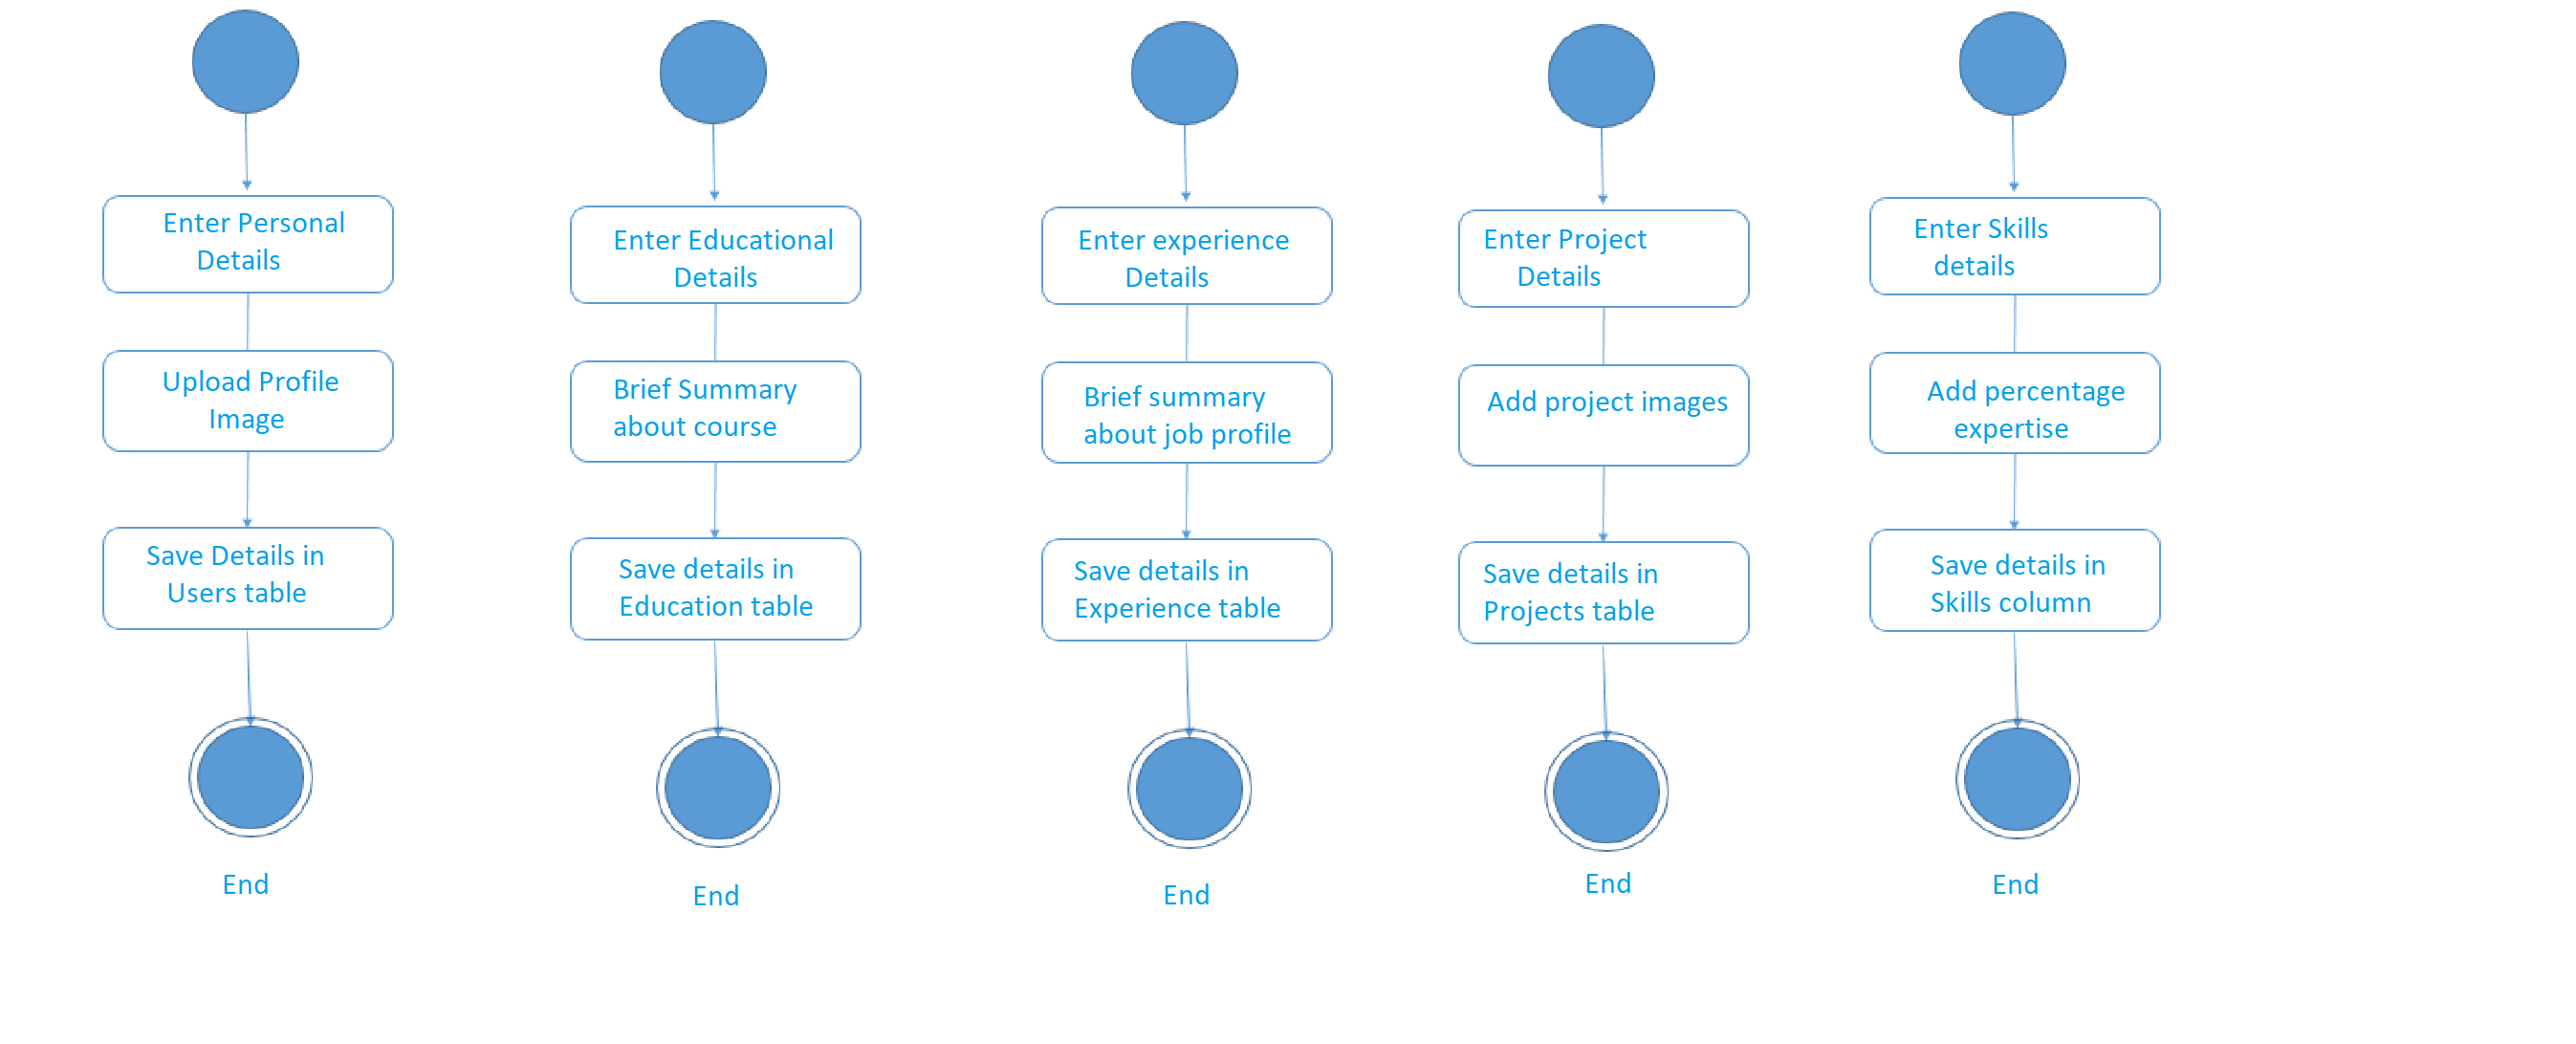 Enter Personal
Details
Upload Profile
Image
Save Details in
Users table
End
Enter Educational
Details
Brief Summary
about course
Save details in
Education table
End
Enter experience
Details
Brief summary
about job profile
Save details in
Experience table
End
Enter Project
Details
Add project images
Save details in
Projects table
End
Enter Skills
details
Add percentage
expertise
Save details in
Skills column
End